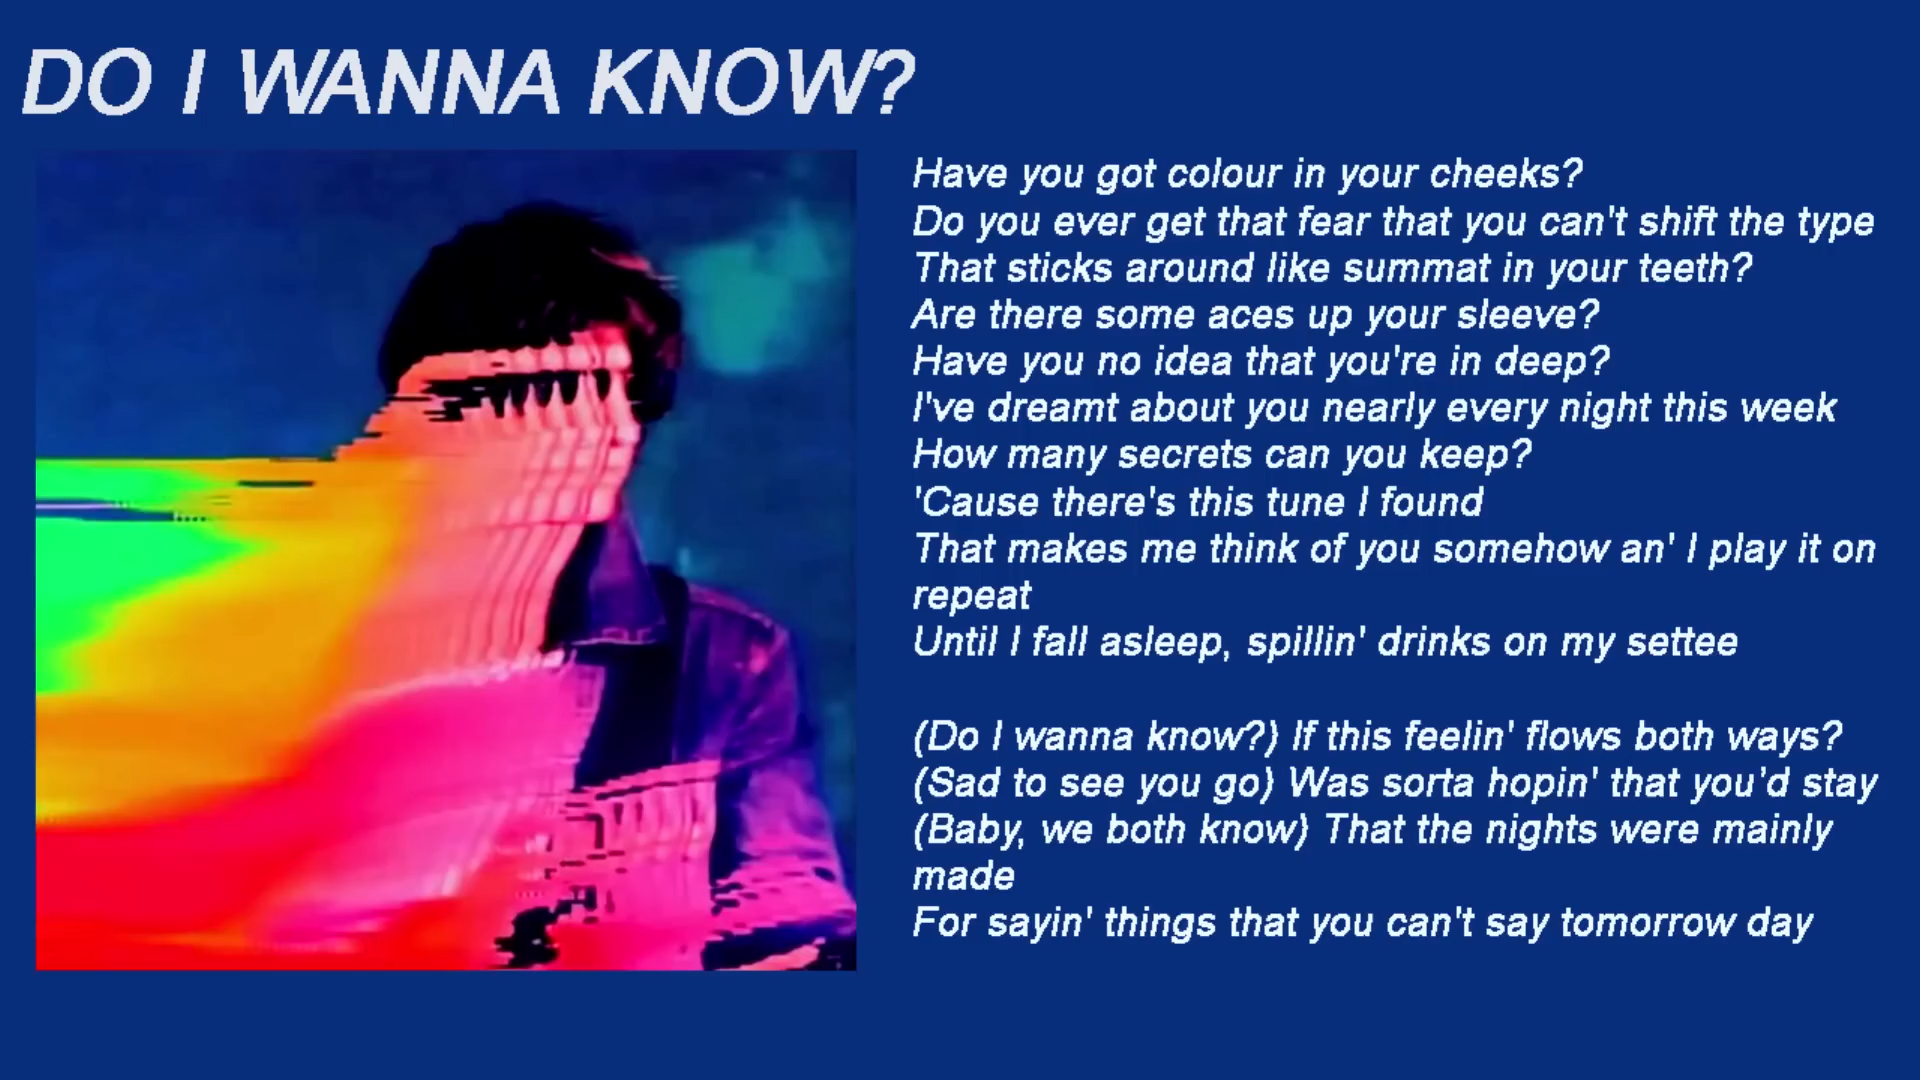 DO I WANNA KNOW?
Have you got colour in your cheeks?
Do you ever get that fear that you can't shift the type
That sticks around like summat in your teeth?
Are there some aces up your sleeve?
Have you no idea that you're in deep?
I've dreamt about you nearly every night this week
How many secrets can you keep?
'Cause there's this tune I found
That makes me think of you somehow an' I play it on
repeat
Until I fall asleep, spillin' drinks on my settee
(Do I wanna know?) If this feelin' flows both ways?
(Sad to see you go) Was sorta hopin' that you'd stay
(Baby, we both know) That the nights were mainly
made
For sayin' things that you can't say tomorrow day